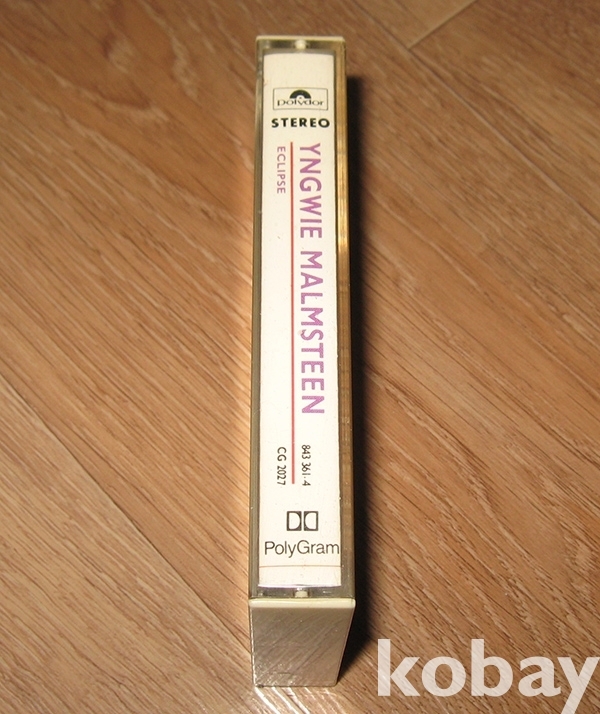 polydor
STEREO
YNGWIE MALMSTEEN
ECLIPSE
843 361-4
CG 2027
PolyGram
kobay